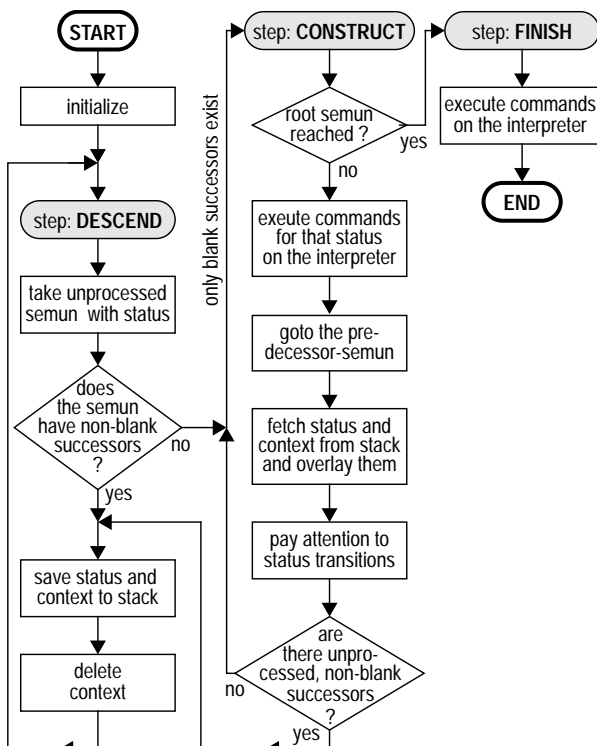 START
initialize
step: DESCEND
take unprocessed
semun with status
does
the semun
have non-blank
successors
?
no
yes
save status and
context to stack
delete
context
only blank successors exist
step: CONSTRUCT
root semun
reached ?
yes
no
exeute commands
for that status
on the interpreter
goto the pre-
decessor-semun
fetch status and
context from stack
and overlay them
pay attention to
status transitions
are
there unpro-
cessed, non-blank
successors
?
no
yes
step: FINISH
execute commands
on the interpreter
END